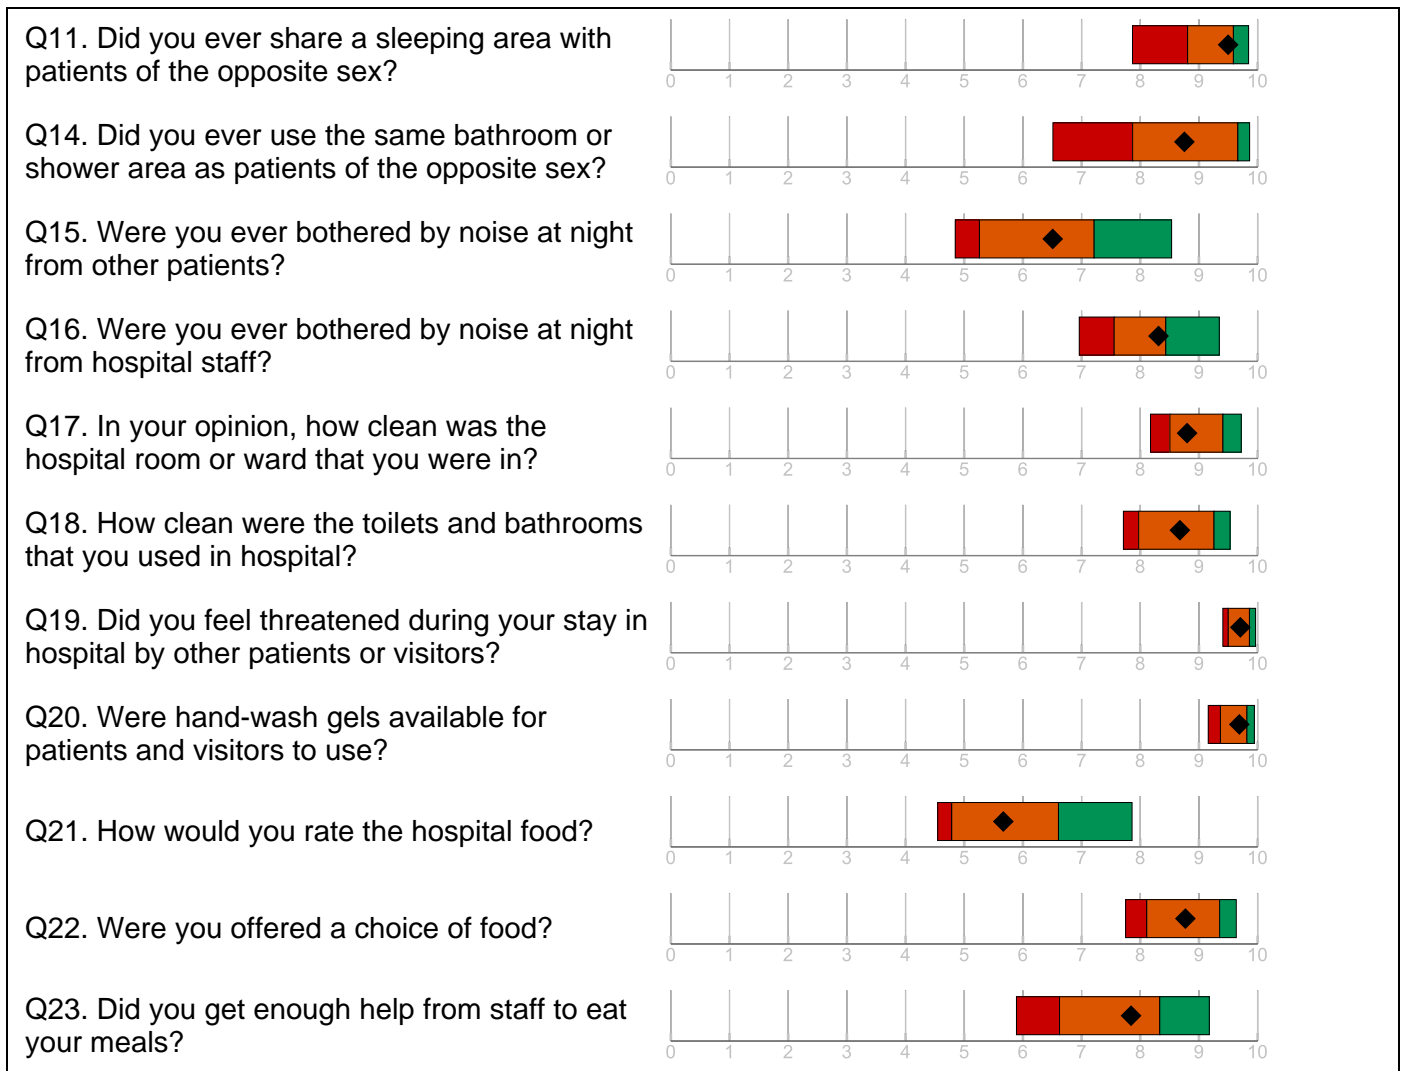 Q11. Did you ever share a sleeping area with
patients of the opposite sex?
0 1 2 3 4 5 6 7 8 9 10
Q14. Did you ever use the same bathroom or
shower area as patients of the opposite sex?
0 1 2 3 4 5 6 7 8 9 10
Q15. Were you ever bothered by noise at night
from other patients?
0 1 2 3 4 5 6 7 8 9 10
Q16. Were you ever bothered by noise at night
from hospital staff?
0 1 2 3 4 5 6 7 8 9 10
Q17. In your opinion, how clean was the
hospital room or ward that you were in?
0 1 2 3 4 5 6 7 8 9 10
Q18. How clean were the toilets and bathrooms
that you used in hospital?
0 1 2 3 4 5 6 7 8 9 10
Q19. Did you feel threatened during your stay in
hospital by other patients or visitors?
0 1 2 3 4 5 6 7 8 9 10
Q20. Were hand-wash gels available for
patients and visitors to use?
0 1 2 3 4 5 6 7 8 9 10
Q21. How would you rate the hospital food?
0 1 2 3 4 5 6 7 8 9 10
Q22. Were you offered a choice of food?
0 1 2 3 4 5 6 7 8 9 10
Q23. Did you get enough help from staff to eat
your meals?
0 1 2 3 4 5 6 7 8 9 10